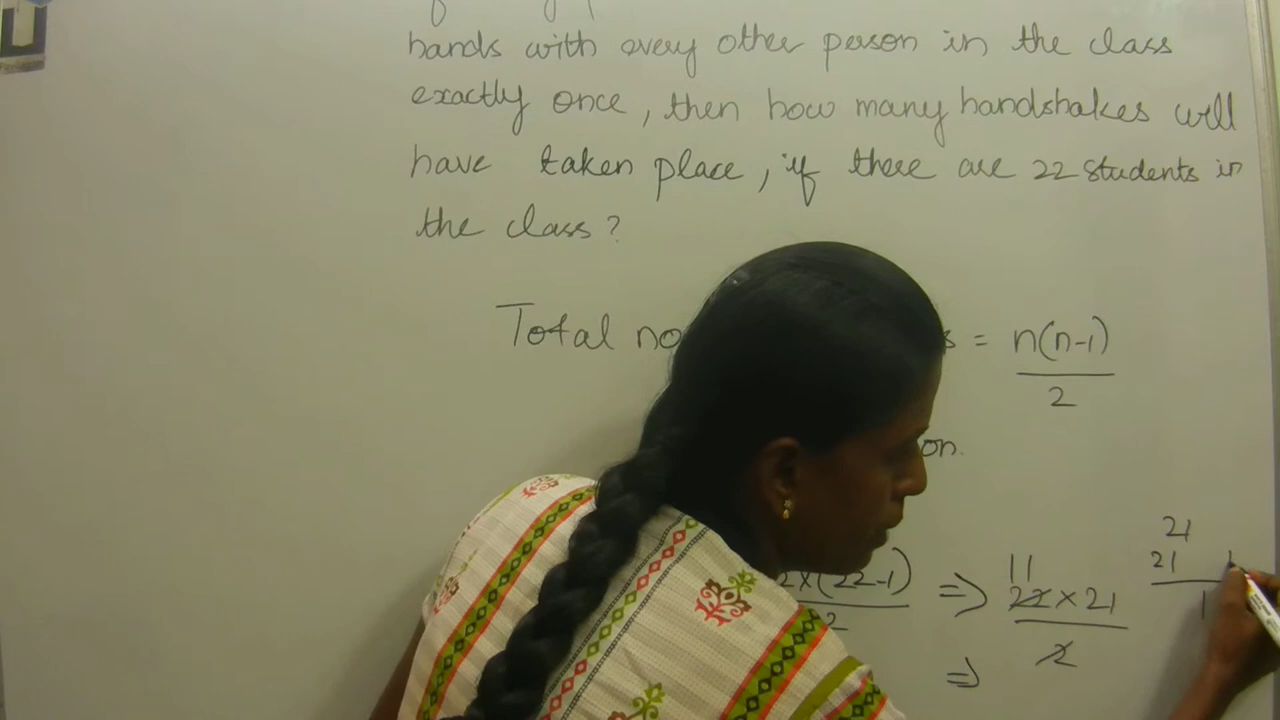 hands with every other person in the class
exactly once, then how many handshakes will
have taken place, if there are 22 students in
the class?
Total no = n(n-1)
2
on.
2×(22-1) => 11
2 22×21
2
=>
21
21 1
1